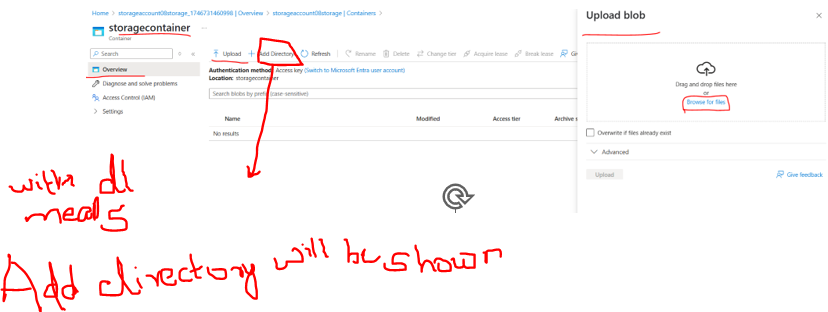 Home > storageaccount08storage_1746731460998 | Overview > storageaccount08storage | Containers >
storagecontainer ...
Container
Search
Overview
Diagnose and solve problems
Access Control (IAM)
Settings
Upload Add Directory Refresh Rename Delete Change tier Acquire lease Break lease
Authentication method: Access key (Switch to Microsoft Entra user account)
Location: storagecontainer
Search blobs by prefix (case-sensitive)
Name Modified Access tier
No results
Upload blob
Drag and drop files here
or
Browse for files
Overwrite if files already exist
Advanced
Upload Give feedback
with dl
means
Add directory will be shown